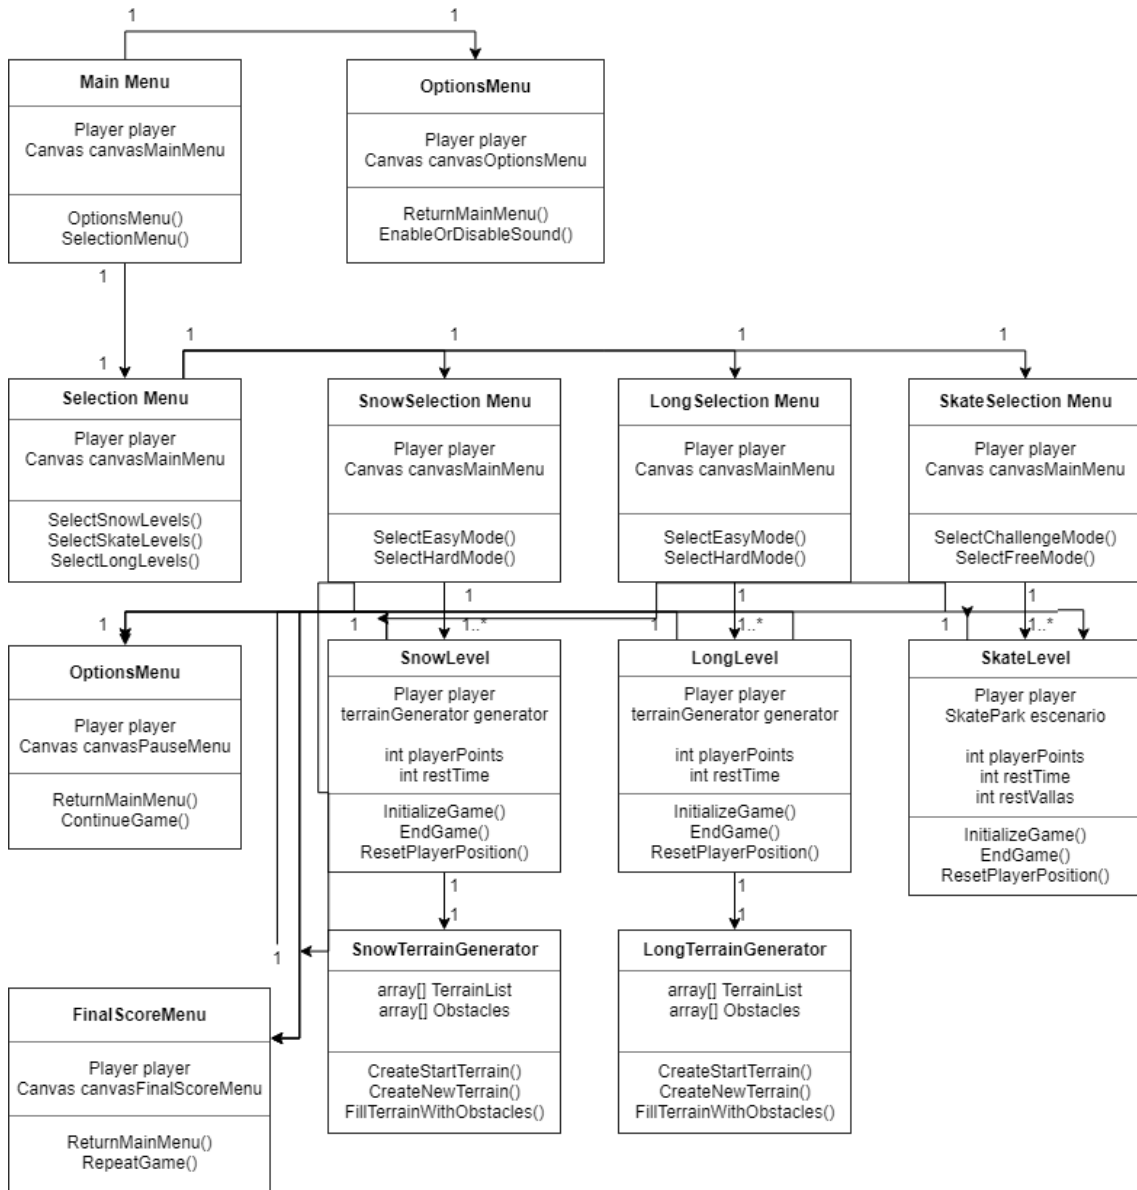 1
1
Main Menu
Player player
Canvas canvasMainMenu
OptionsMenu()
SelectionMenu()
OptionsMenu
Player player
Canvas canvasOptionsMenu
ReturnMainMenu()
EnableOrDisableSound()
1
1
1
1
1
1
Selection Menu
Player player
Canvas canvasMainMenu
SelectSnowLevels()
SelectSkateLevels()
SelectLongLevels()
SnowSelection Menu
Player player
Canvas canvasMainMenu
SelectEasyMode()
SelectHardMode()
LongSelection Menu
Player player
Canvas canvasMainMenu
SelectEasyMode()
SelectHardMode()
SkateSelection Menu
Player player
Canvas canvasMainMenu
SelectChallengeMode()
SelectFreeMode()
1
1
1
1
1
1..*
1
1..*
1
1..*
OptionsMenu
Player player
Canvas canvasPauseMenu
ReturnMainMenu()
ContinueGame()
SnowLevel
Player player
terrainGenerator generator
int playerPoints
int restTime
InitializeGame()
EndGame()
ResetPlayerPosition()
LongLevel
Player player
terrainGenerator generator
int playerPoints
int restTime
InitializeGame()
EndGame()
ResetPlayerPosition()
SkateLevel
Player player
SkatePark escenario
int playerPoints
int restTime
int restVallas
InitializeGame()
EndGame()
ResetPlayerPosition()
1
1
1
1
1
FinalScoreMenu
Player player
Canvas canvasFinalScoreMenu
ReturnMainMenu()
RepeatGame()
SnowTerrainGenerator
array[] TerrainList
array[] Obstacles
CreateStartTerrain()
CreateNewTerrain()
FillTerrainWithObstacles()
LongTerrainGenerator
array[] TerrainList
array[] Obstacles
CreateStartTerrain()
CreateNewTerrain()
FillTerrainWithObstacles()